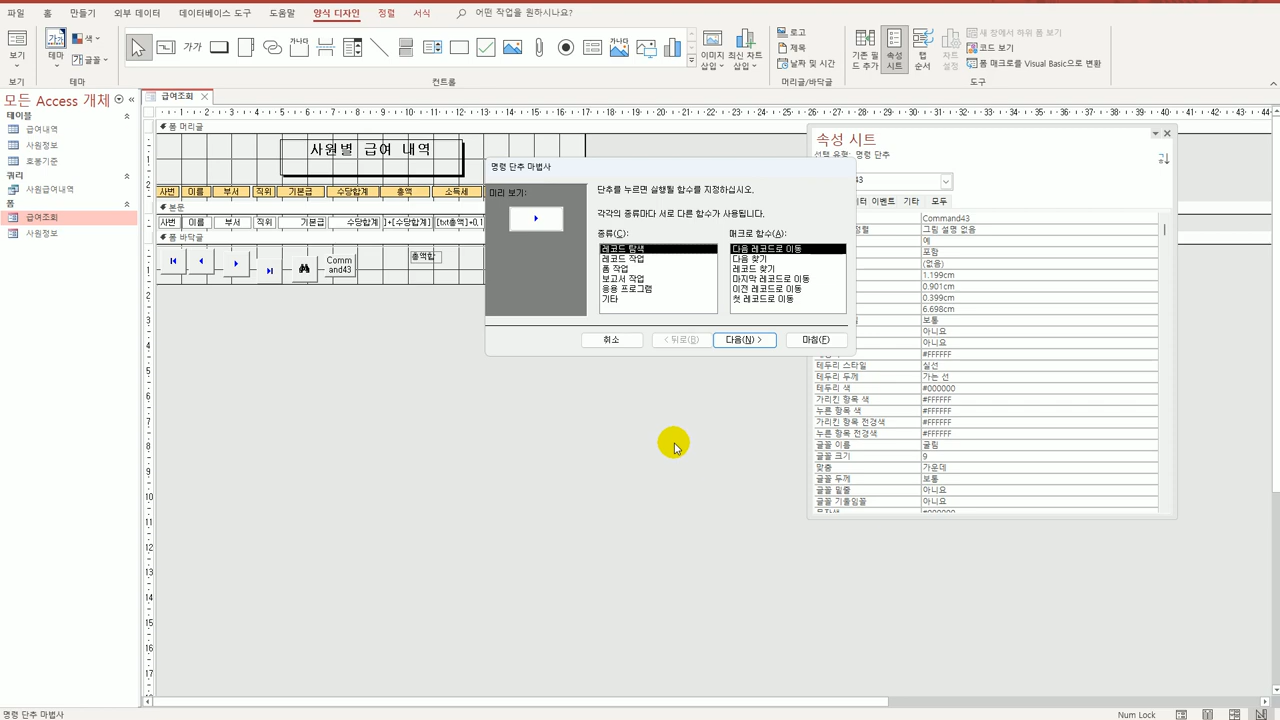 파일 홈 만들기 외부 데이터 데이터베이스 도구 도움말 양식 디자인 정렬 서식 어떤 작업을 원하시나요?
보기
테마
색
글꼴
가나다
이미지 삽입
최신 차트 삽입
로고
제목
날짜 및 시간
기존 필드 추가
속성 시트
탭 순서
차트 설정
새 창에서 하위 폼 보기
코드 보기
폼 매크로를 Visual Basic으로 변환
보기 테마 컨트롤 머리글/바닥글 도구
모든 Access 개체
테이블
급여내역
사원정보
호봉기준
쿼리
사원급여내역
폼
급여조회
사원정보
급여조회
폼 머리글
사원별 급여 내역
사번 이름 부서 직위 기본급 수당합계 총액 소득세
본문
사번 이름 부서 직위 기본급 수당합계 ]+[수당합계] [txt총액]*0,1
폼 바닥글
Comm and43
총액합
명령 단추 마법사
미리 보기:
단추를 누르면 실행될 함수를 지정하십시오.
각각의 종류마다 서로 다른 함수가 사용됩니다.
종류(C): 매크로 함수(A):
레코드 탐색 다음 레코드로 이동
레코드 작업 다음 찾기
폼 작업 레코드 찾기
보고서 작업 마지막 레코드로 이동
응용 프로그램 이전 레코드로 이동
기타 첫 레코드로 이동
취소 < 뒤로(B) 다음(N) > 마침(F)
속성 시트
선택 유형: 명령 단추
43
터 이벤트 기타 모두
Command43
렬 그림 설명 없음
예
포함
(없음)
1.199cm
0.901cm
0.399cm
6.698cm
일 보통
아니요
아니요
#FFFFFF
테두리 스타일 실선
테두리 두께 가는 선
테두리 색 #000000
가리킨 항목 색 #FFFFFF
누른 항목 색 #FFFFFF
가리킨 항목 전경색 #FFFFFF
누른 항목 전경색 #FFFFFF
글꼴 이름 굴림
글꼴 크기 9
맞춤 가운데
글꼴 두께 보통
글꼴 밑줄 아니요
글꼴 기울임꼴 아니요
문자색 #000000
명령 단추 마법사 Num Lock